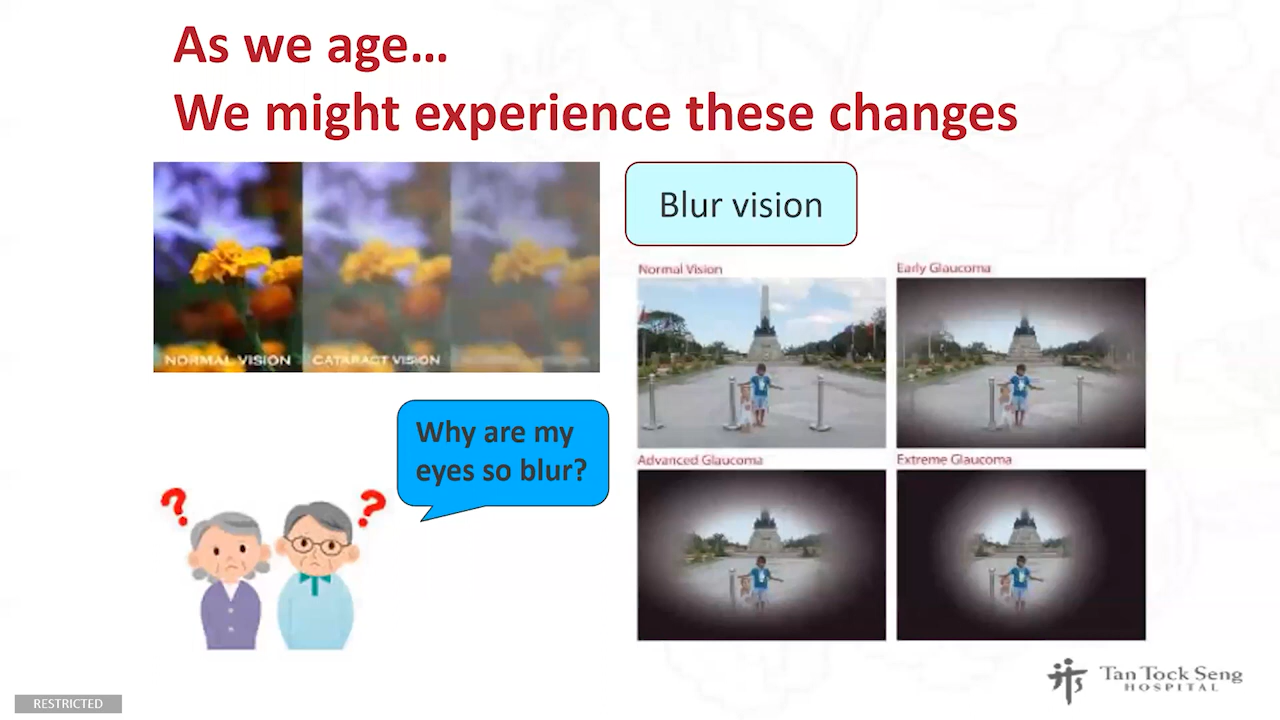 As we age...
We might experience these changes
NORMAL VISION
CATARACT VISION
Blur vision
Normal Vision
Early Glaucoma
Advanced Glaucoma
Extreme Glaucoma
Why are my
eyes so blur?
?
?
Tan Tock Seng
HOSPITAL
RESTRICTED